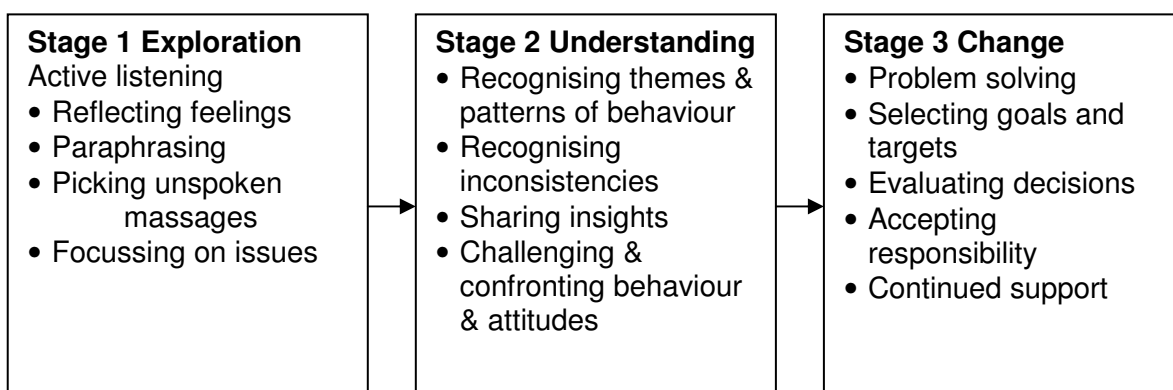 Stage 1 Exploration
Active listening
• Reflecting feelings
• Paraphrasing
• Picking unspoken
massages
• Focussing on issues
Stage 2 Understanding
• Recognising themes &
patterns of behaviour
• Recognising
inconsistencies
• Sharing insights
• Challenging &
confronting behaviour
& attitudes
Stage 3 Change
• Problem solving
• Selecting goals and
targets
• Evaluating decisions
• Accepting
responsibility
• Continued support